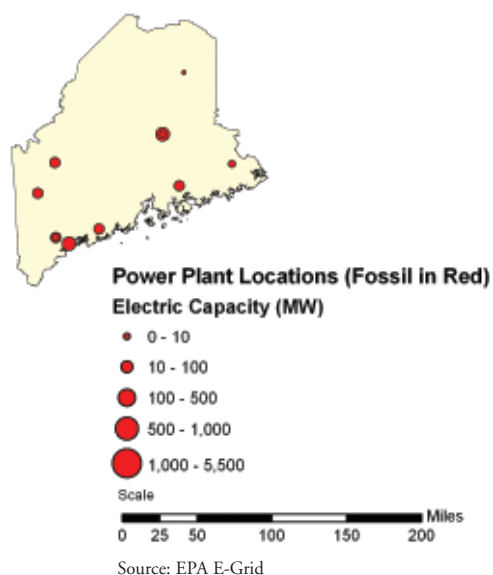 Power Plant Locations (Fossil in Red)
Electric Capacity (MW)
0 - 10
10 - 100
100 - 500
500 - 1,000
1,000 - 5,500
Scale
Miles
0 25 50 100 150 200
Source: EPA E-Grid